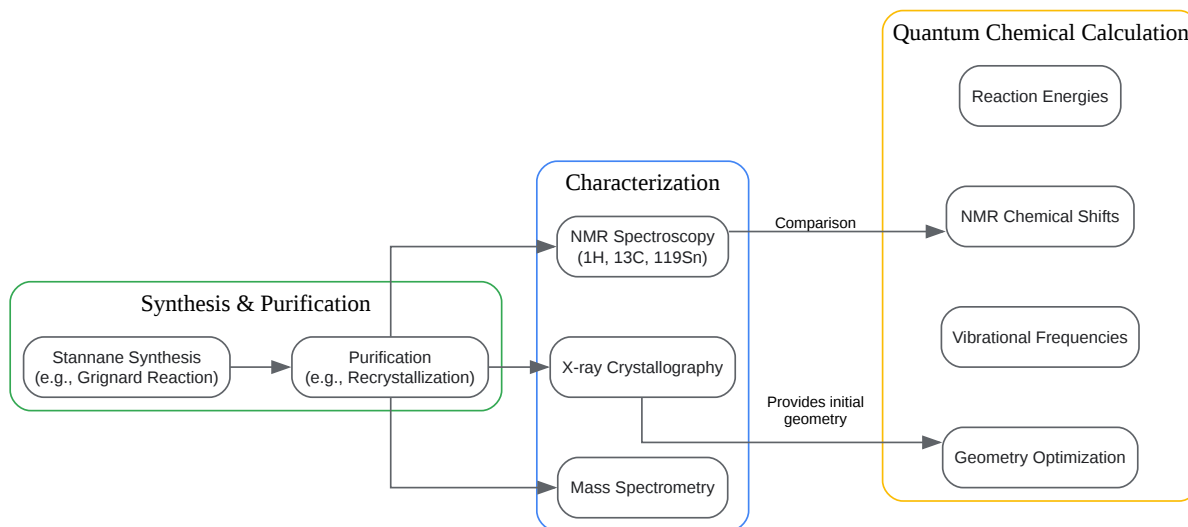 Synthesis & Purification
Stannane Synthesis
(e.g., Grignard Reaction)
Purification
(e.g., Recrystallization)
Characterization
NMR Spectroscopy
(1H, 13C, 119Sn)
X-ray Crystallography
Mass Spectrometry
Comparison
Provides initial
geometry
Quantum Chemical Calculation
Reaction Energies
NMR Chemical Shifts
Vibrational Frequencies
Geometry Optimization